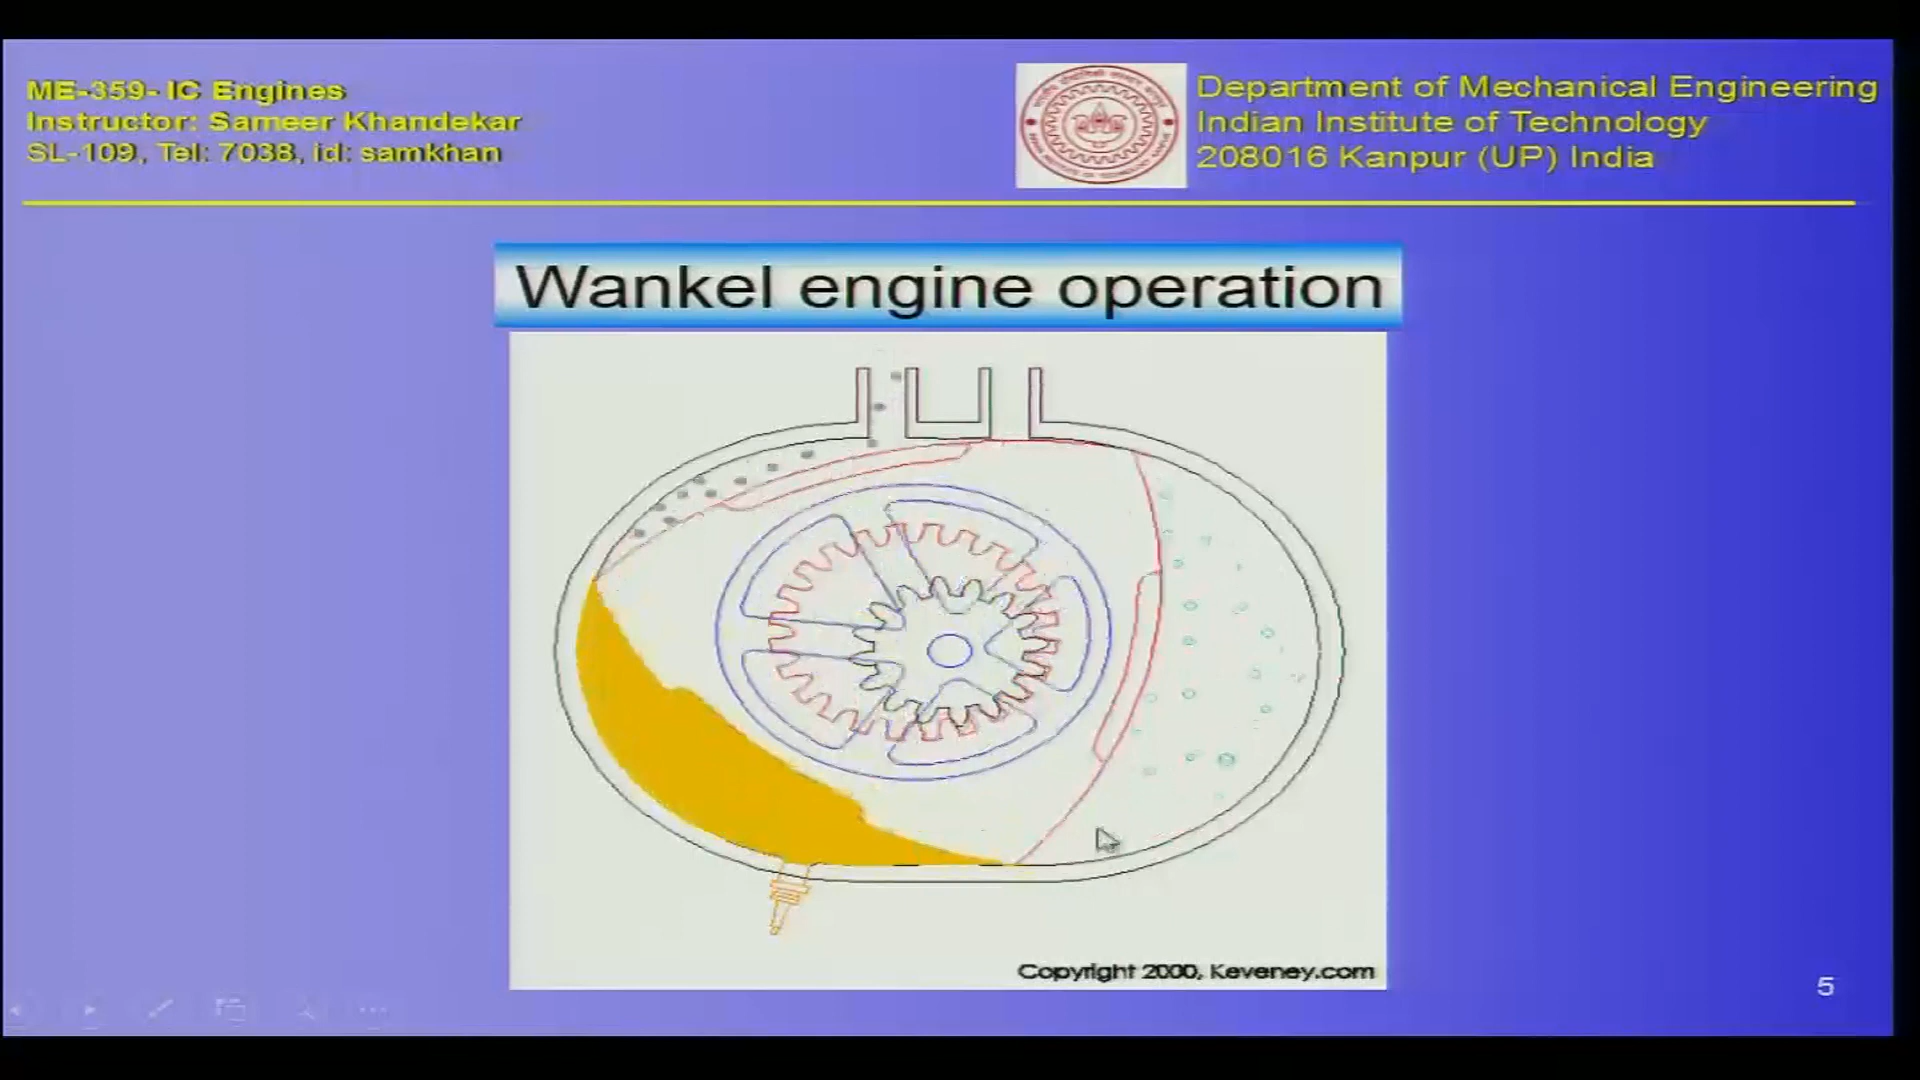 ME-359- IC Engines
Instructor: Sameer Khandekar
SL-109, Tel: 7038, id: samkhan
Department of Mechanical Engineering
Indian Institute of Technology
208016 Kanpur (UP) India
Wankel engine operation
Copyright 2000, Keveney.com
5